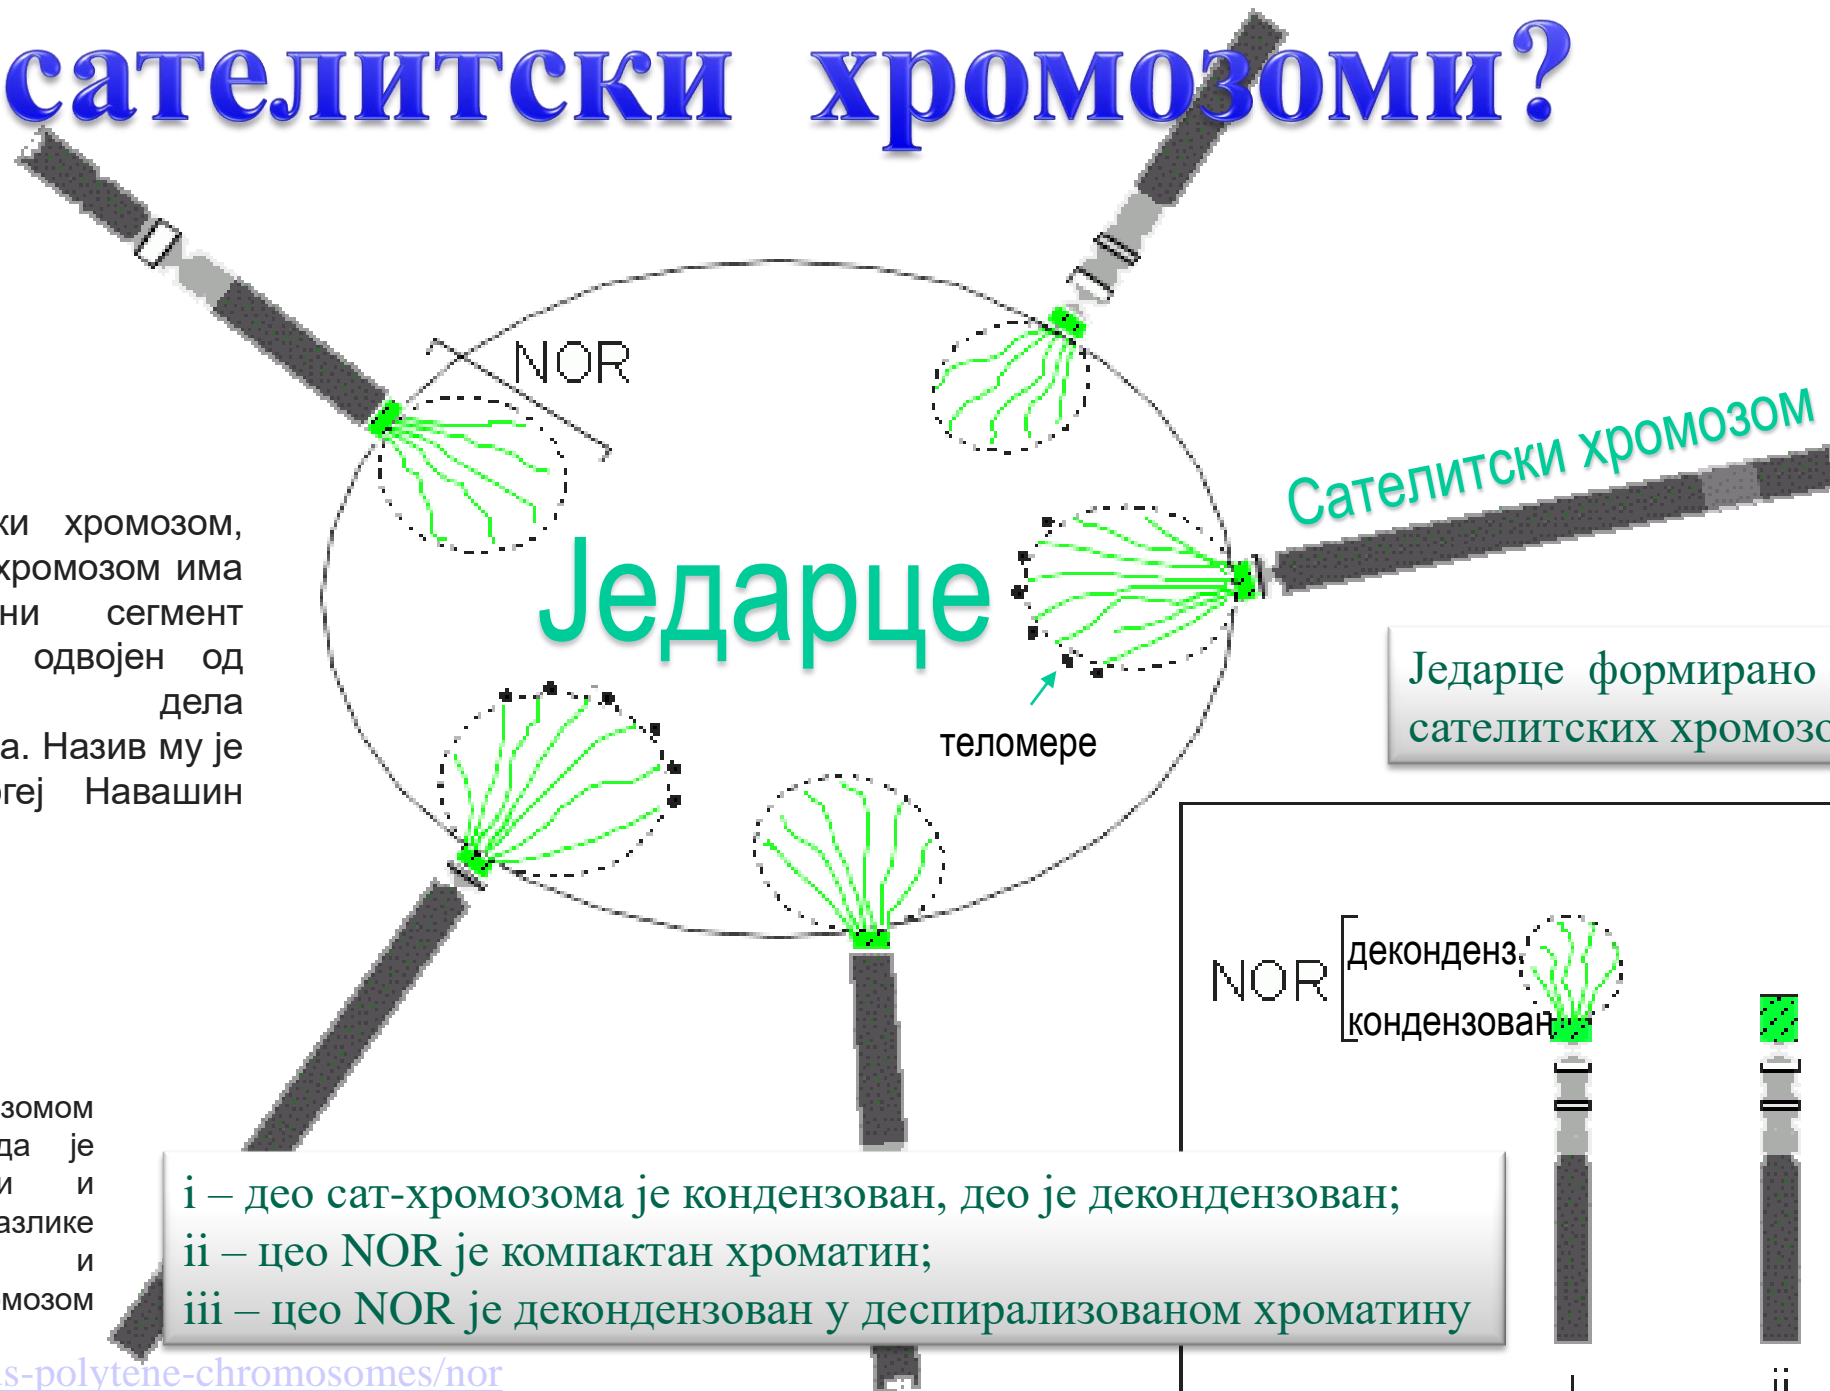 сателитски хромозоми?
NOR
Сателитски хромозом
ки хромозом,
хромозом има
ни сегмент
одвојен од
дела
а. Назив му је
геј Навашин
Једарце
теломере
Једарце формирано
сателитских хромозо
NOR
деконденз.
кондензован
зомом
да је
и и
азлике
и
мозом
i – део сат-хромозома је кондензован, део је декондензован;
ii – цео NOR је компактан хроматин;
iii – цео NOR је декондензован у деспирализованом хроматину
s-polytene-chromosomes/nor
i ii